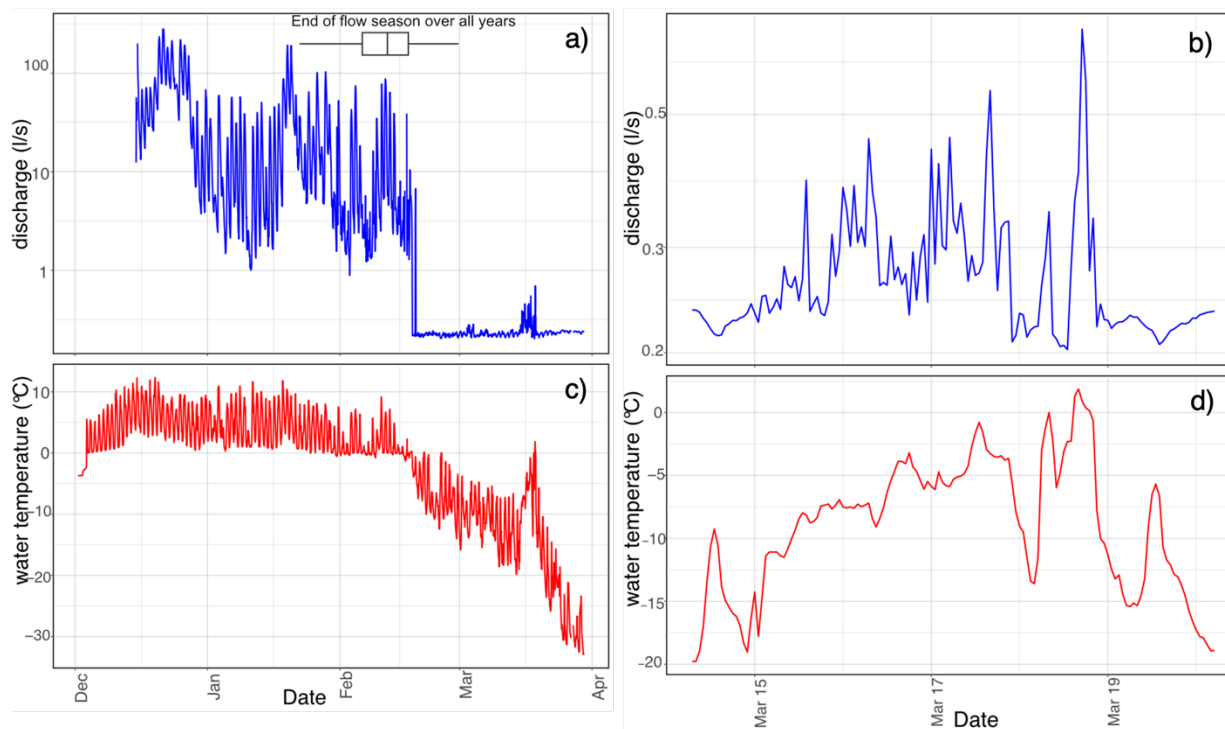 End of flow season over all years
a)
discharge (l/s)
100
10
1
c)
water temperature (°C)
10
0
−10
−20
−30
Dec
Jan
Feb
Mar
Apr
Date
b)
discharge (l/s)
0.5
0.3
0.2
d)
water temperature (°C)
0
−5
−10
−15
−20
Mar 15
Mar 17
Mar 19
Date